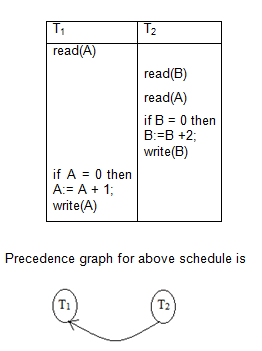 T1 T2
read(A)
read(B)
read(A)
if B = 0 then
B:=B +2;
write(B)
if A = 0 then
A:= A + 1;
write(A)
Precedence graph for above schedule is
T1 T2